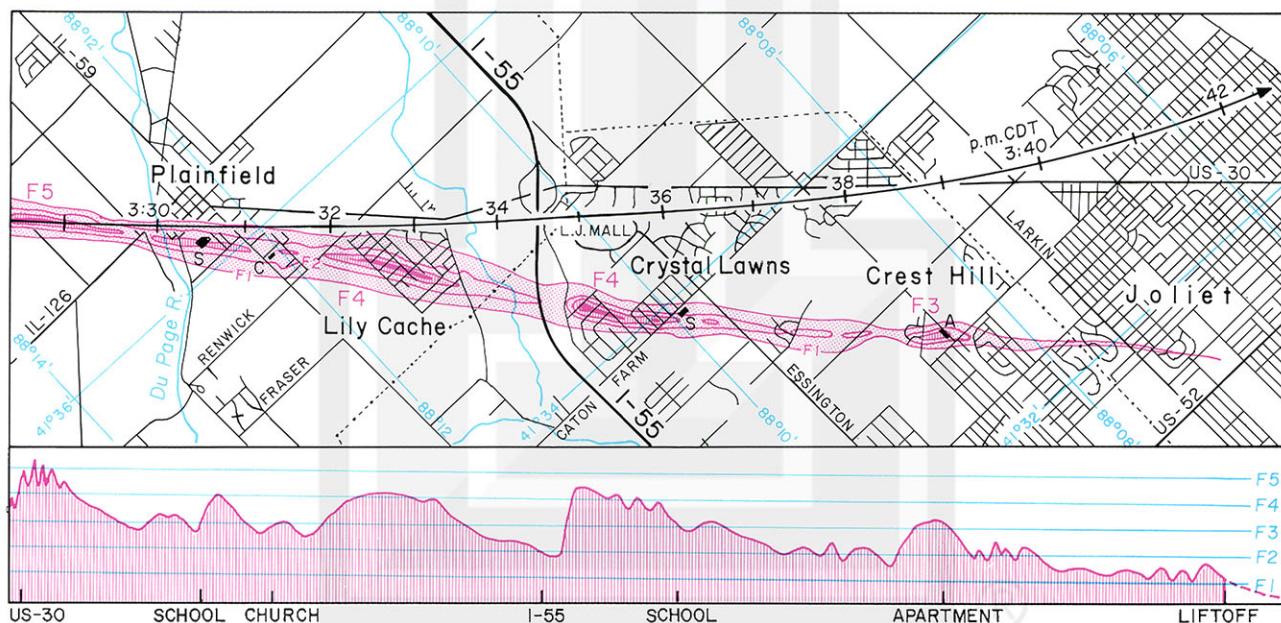 IL-59
88°12'
88°10'
I-55
88°08'
88°06'
42
p.m. CDT
3:40
US-30
Plainfield
F5
3:30
32
34
36
38
L.J. MALL
LARKIN
S
C
F2
F1
F4
Crystal Lawns
F4
Crest Hill
F3
A
Joliet
Lily Cache
S
F1
IL-126
Du Page R.
RENWICK
FRASER
FARM
ESSINGTON
88°14'
41°36'
88°12'
41°34'
CATON
I-55
88°10'
41°32'
88°08'
US-52
F5
F4
F3
F2
F1
US-30 SCHOOL CHURCH I-55 SCHOOL APARTMENT LIFTOFF